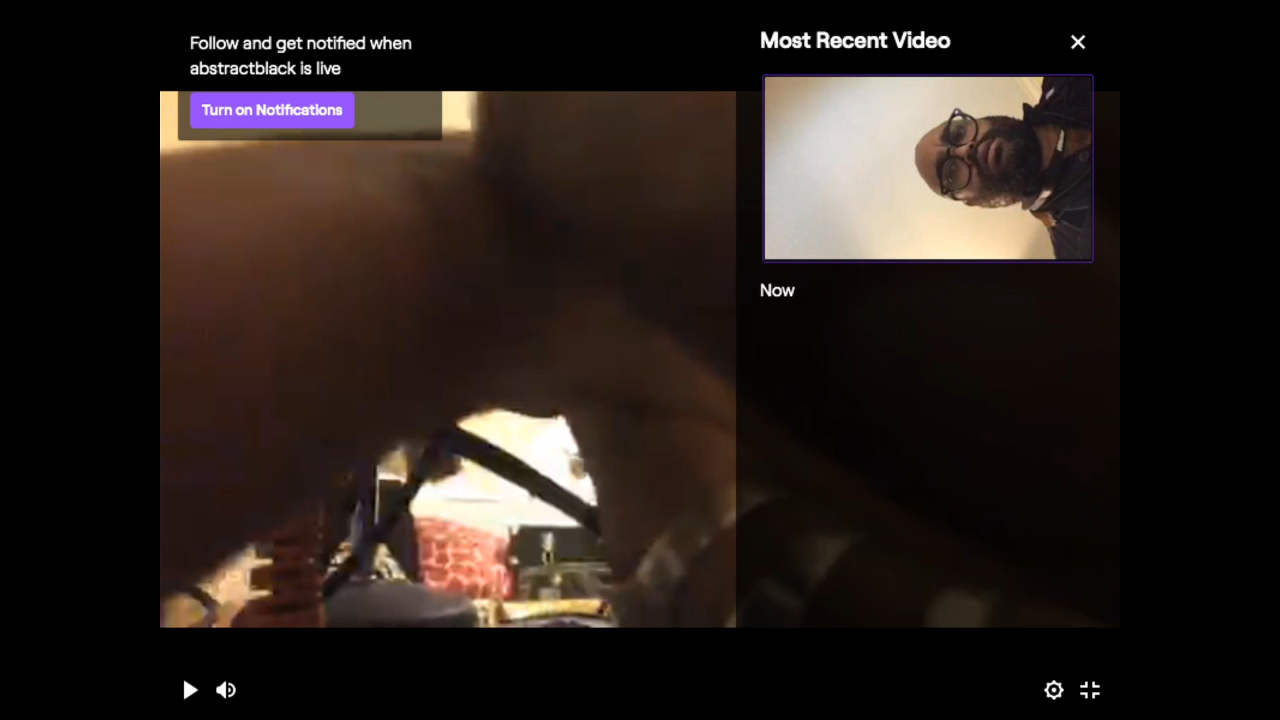 Follow and get notified when
abstractblack is live
Turn on Notifications
Most Recent Video
Now